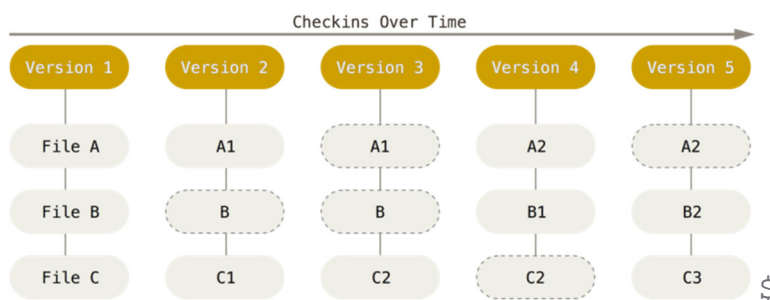 Checkins Over Time
Version 1 Version 2 Version 3 Version 4 Version 5
File A A1 A1 A2 A2
File B B B B1 B2
File C C1 C2 C2 C3